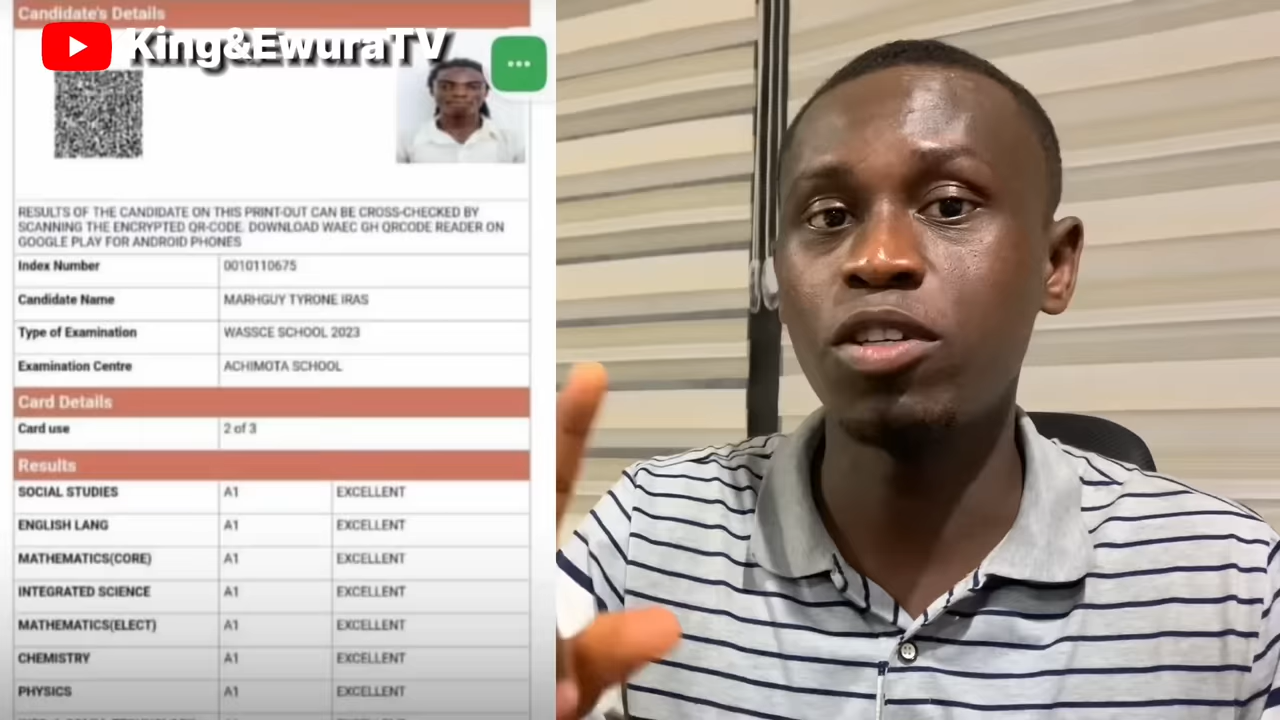 Candidate's Details
King&EwuraTV
RESULTS OF THE CANDIDATE ON THIS PRINT-OUT CAN BE CROSS-CHECKED BY
SCANNING THE ENCRYPTED QR-CODE. DOWNLOAD WAEC GH QRCODE READER ON
GOOGLE PLAY FOR ANDROID PHONES
Index Number 0010110675
Candidate Name MARHGUY TYRONE IRAS
Type of Examination WASSCE SCHOOL 2023
Examination Centre ACHIMOTA SCHOOL
Card Details
Card use 2 of 3
Results
SOCIAL STUDIES A1 EXCELLENT
ENGLISH LANG A1 EXCELLENT
MATHEMATICS(CORE) A1 EXCELLENT
INTEGRATED SCIENCE A1 EXCELLENT
MATHEMATICS(ELECT) A1 EXCELLENT
CHEMISTRY A1 EXCELLENT
PHYSICS A1 EXCELLENT